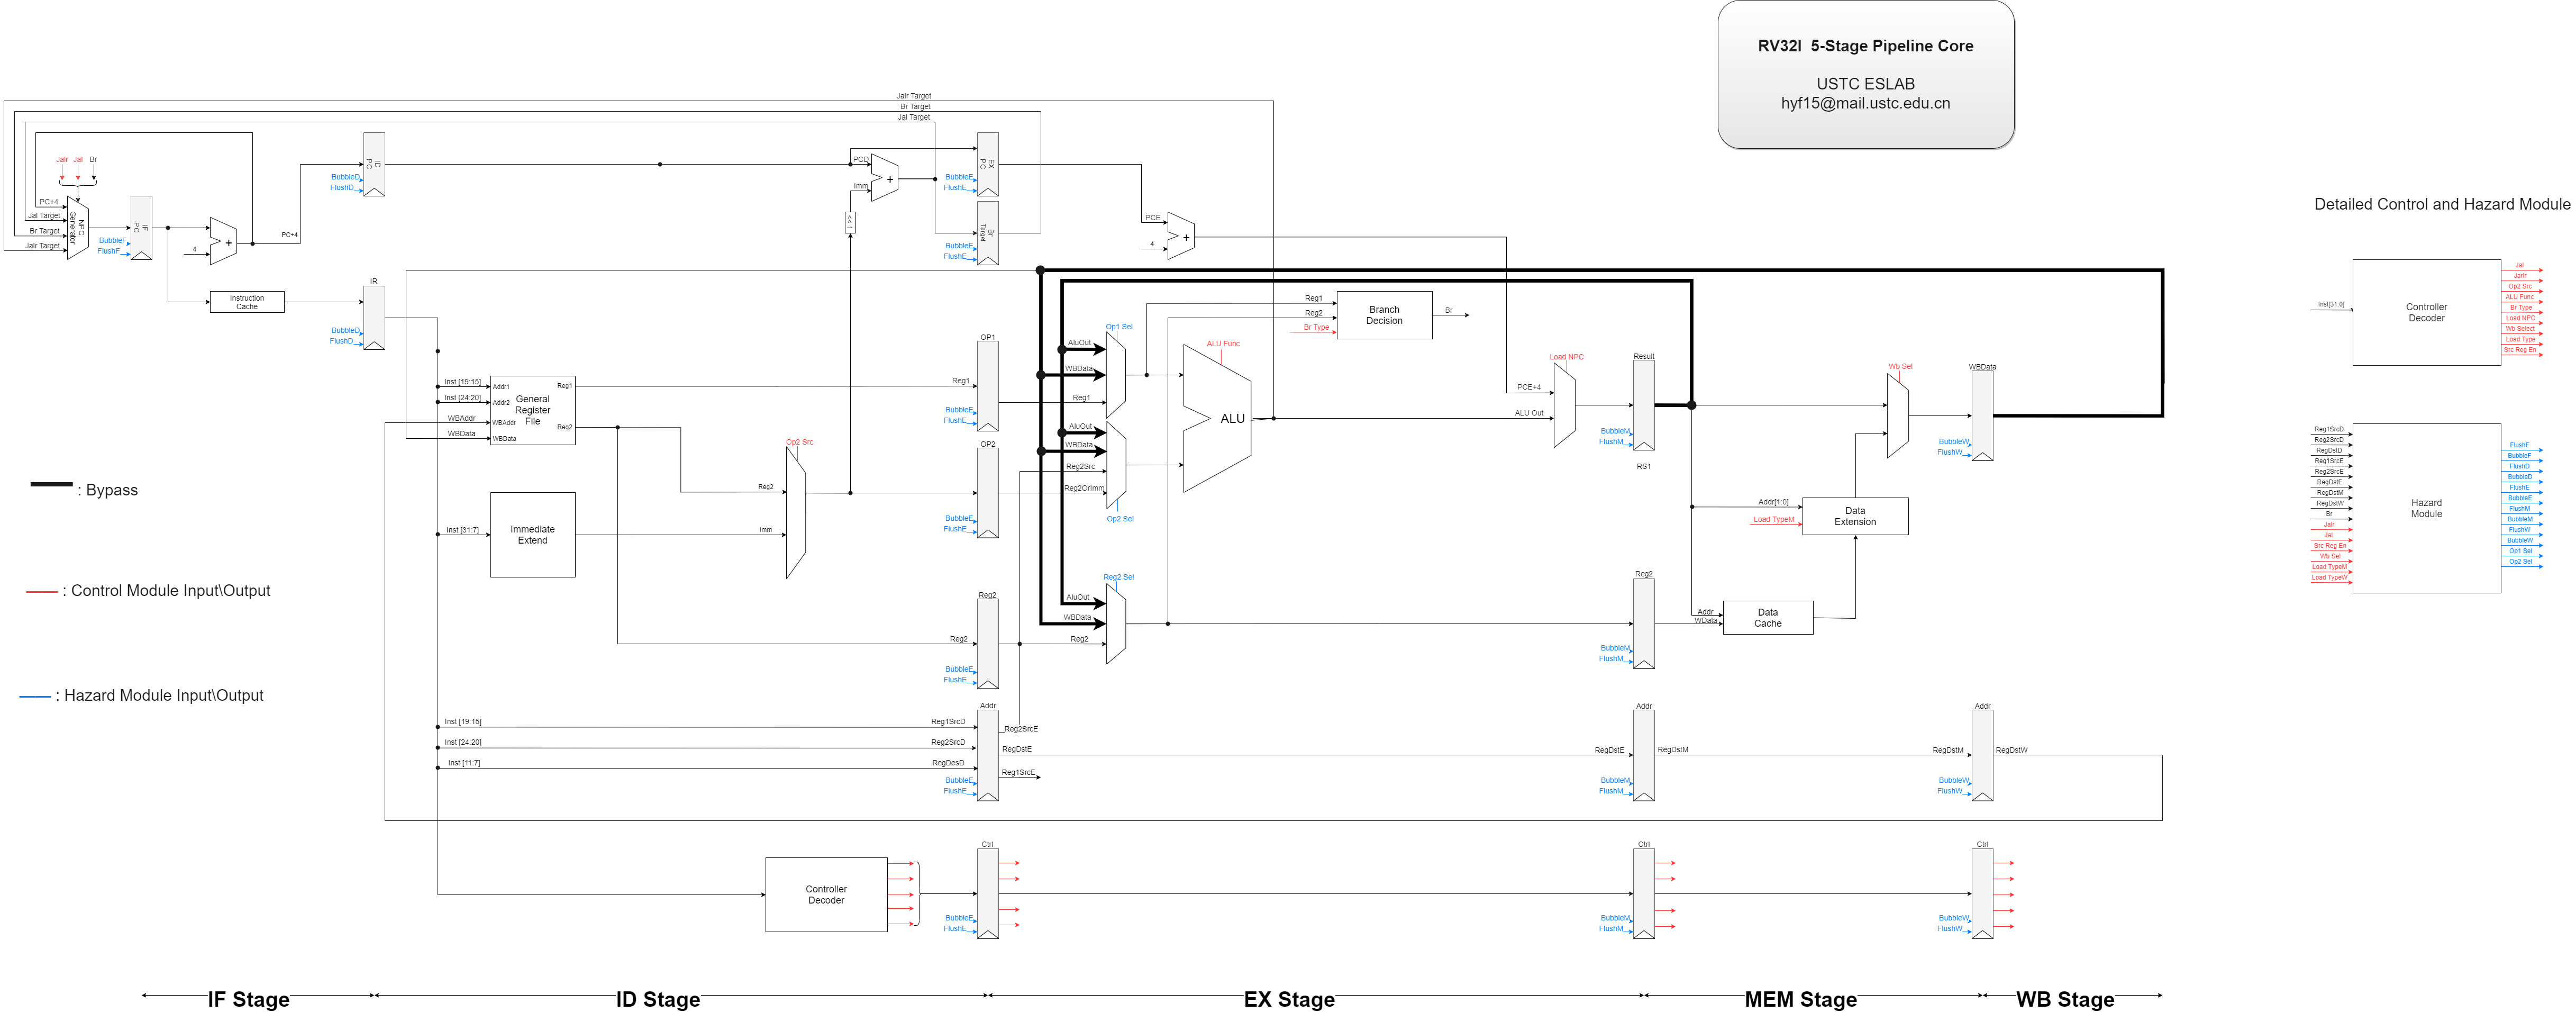 RV32I 5-Stage Pipeline Core
USTC ESLAB
hyf15@mail.ustc.edu.cn
Jalr Target
Br Target
Jal Target
Jalr
Jal
Br
NPC
Generator
PC+4
Jal Target
Br Target
Jalr Target
IF
PC
BubbleF
FlushF
4
+
PC+4
Instruction
Cache
ID
PC
BubbleD
FlushD
IR
BubbleD
FlushD
PCD
Imm
+
<< 1
EX
PC
BubbleE
FlushE
Br
Target
BubbleE
FlushE
PCE
4
+
Inst [19:15]
Inst [24:20]
WBAddr
WBData
Addr1
Addr2
WBAddr
WBData
General
Register
File
Reg1
Reg2
Inst [31:7]
Immediate
Extend
Op2 Src
Reg2
Imm
OP1
Reg1
BubbleE
FlushE
OP2
BubbleE
FlushE
Reg2
Reg2
BubbleE
FlushE
Op1 Sel
AluOut
WBData
Reg1
AluOut
WBData
Reg2Src
Reg2OrImm
Op2 Sel
Reg2 Sel
AluOut
WBData
Reg2
ALU Func
ALU
Reg1
Reg2
Br Type
Branch
Decision
Br
Load NPC
PCE+4
ALU Out
Result
BubbleM
FlushM
RS1
Reg2
BubbleM
FlushM
Addr[1:0]
Load TypeM
Data
Extension
Addr
WData
Data
Cache
Wb Sel
WBData
BubbleW
FlushW
Inst [19:15]
Inst [24:20]
Inst [11:7]
Reg1SrcD
Reg2SrcD
RegDesD
Addr
BubbleE
FlushE
Reg2SrcE
RegDstE
Reg1SrcE
RegDstE
Addr
BubbleM
FlushM
RegDstM
RegDstM
Addr
BubbleW
FlushW
RegDstW
Controller
Decoder
Ctrl
BubbleE
FlushE
Ctrl
BubbleM
FlushM
Ctrl
BubbleW
FlushW
: Bypass
: Control Module Input\Output
: Hazard Module Input\Output
Detailed Control and Hazard Module
Inst[31:0]
Controller
Decoder
Jal
Jarlr
Op2 Src
ALU Func
Br Type
Load NPC
Wb Select
Load Type
Src Reg En
Reg1SrcD
Reg2SrcD
RegDstD
Reg1SrcE
Reg2SrcE
RegDstE
RegDstM
RegDstW
Br
Jalr
Jal
Src Reg En
Wb Sel
Load TypeM
Load TypeW
Hazard
Module
FlushF
BubbleF
FlushD
BubbleD
FlushE
BubbleE
FlushM
BubbleM
FlushW
BubbleW
Op1 Sel
Op2 Sel
IF Stage
ID Stage
EX Stage
MEM Stage
WB Stage